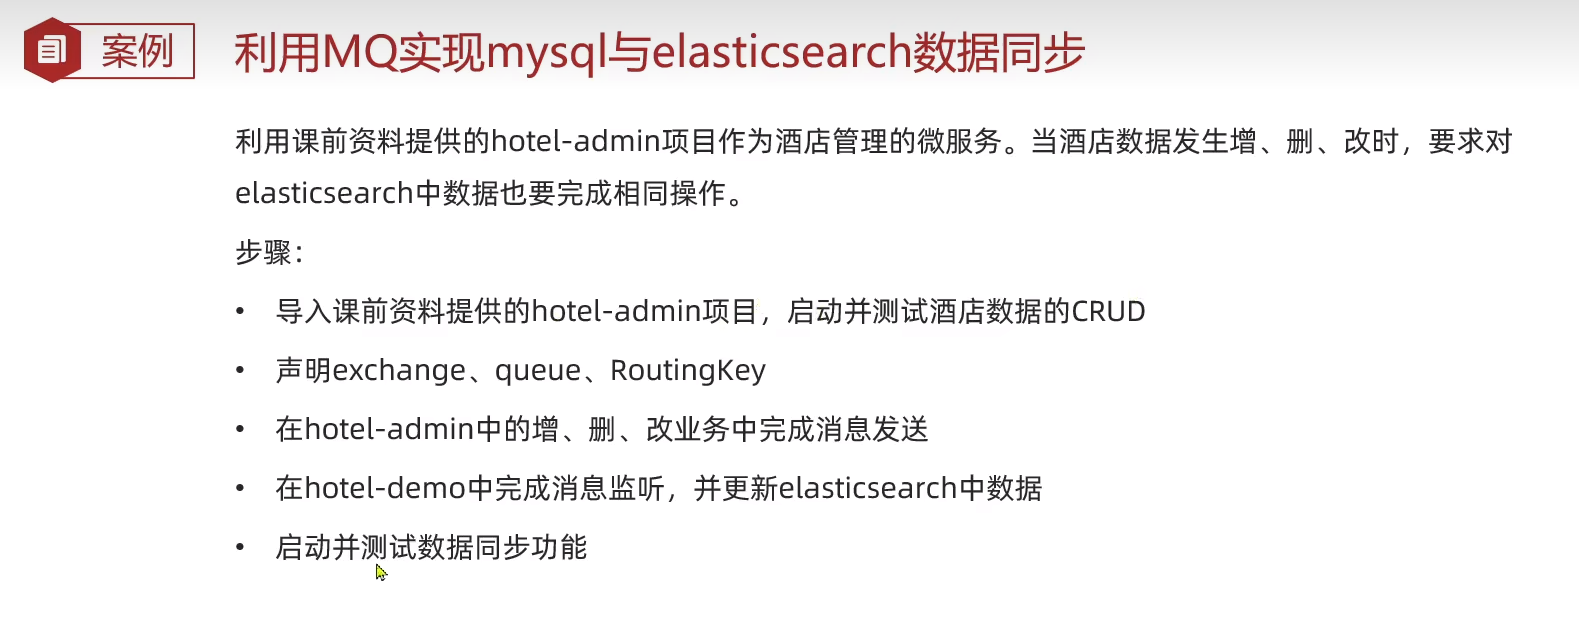 案例
利用MQ实现mysql与elasticsearch数据同步
利用课前资料提供的hotel-admin项目作为酒店管理的微服务。当酒店数据发生增、删、改时，要求对
elasticsearch中数据也要完成相同操作。
步骤：
• 导入课前资料提供的hotel-admin项目，启动并测试酒店数据的CRUD
• 声明exchange、queue、RoutingKey
• 在hotel-admin中的增、删、改业务中完成消息发送
• 在hotel-demo中完成消息监听，并更新elasticsearch中数据
• 启动并测试数据同步功能